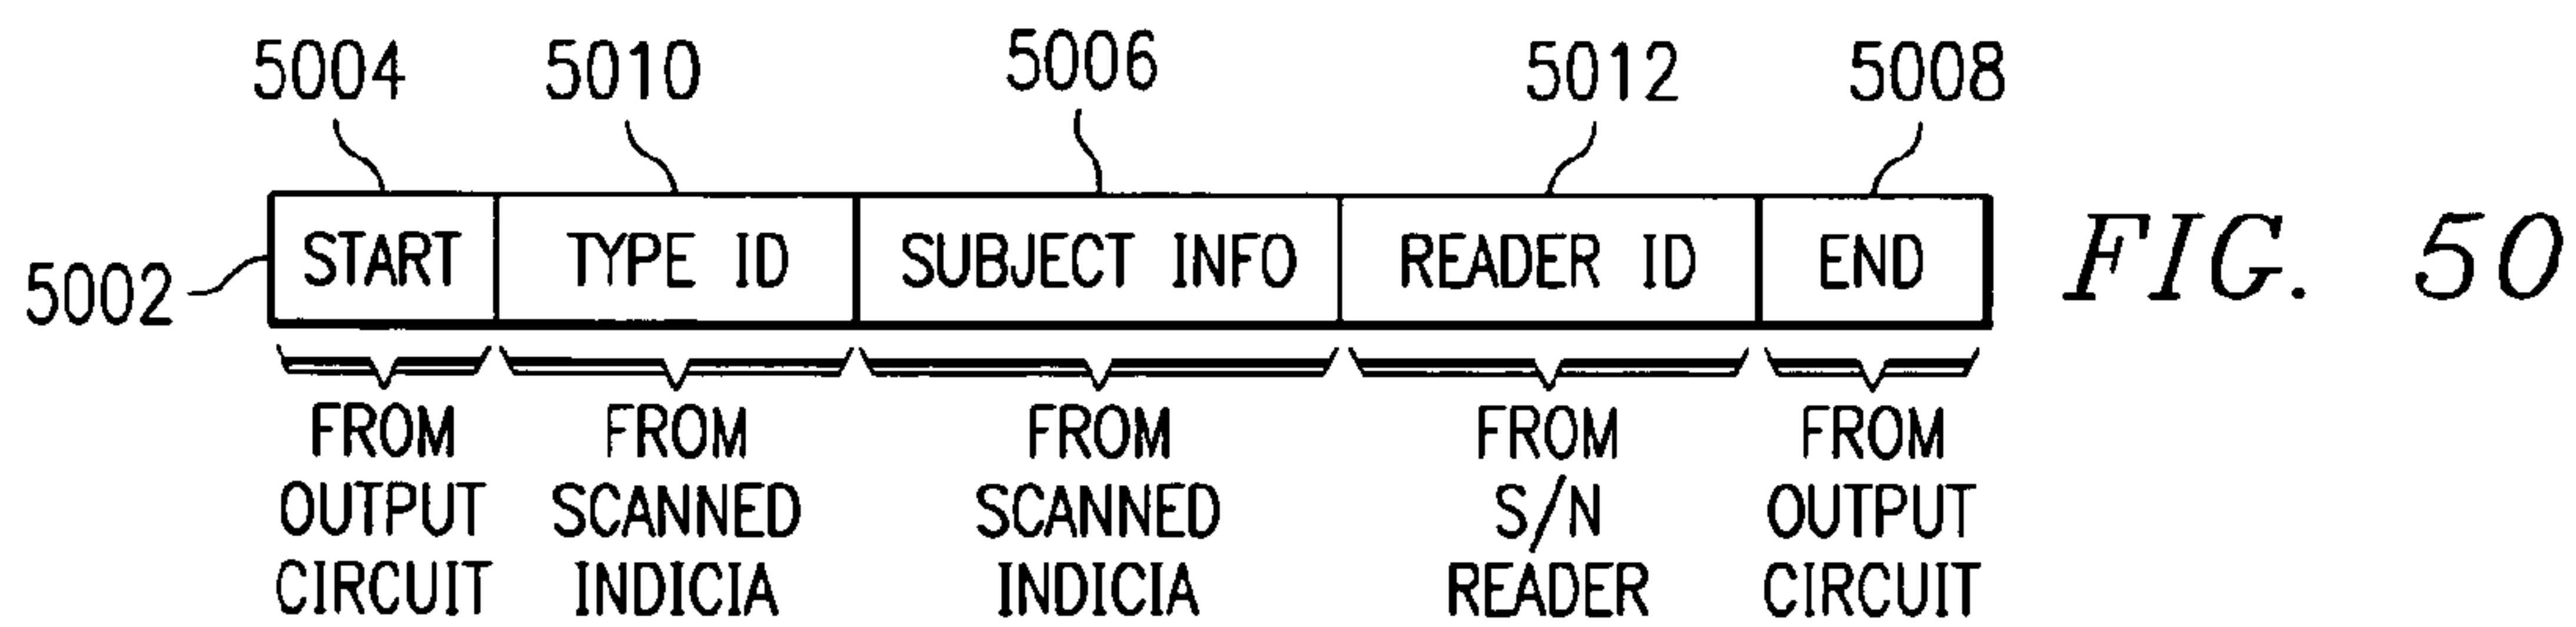 5004 5010 5006 5012 5008
5002 START TYPE ID SUBJECT INFO READER ID END FIG. 50
FROM FROM FROM FROM FROM
OUTPUT SCANNED SCANNED S/N OUTPUT
CIRCUIT INDICIA INDICIA READER CIRCUIT